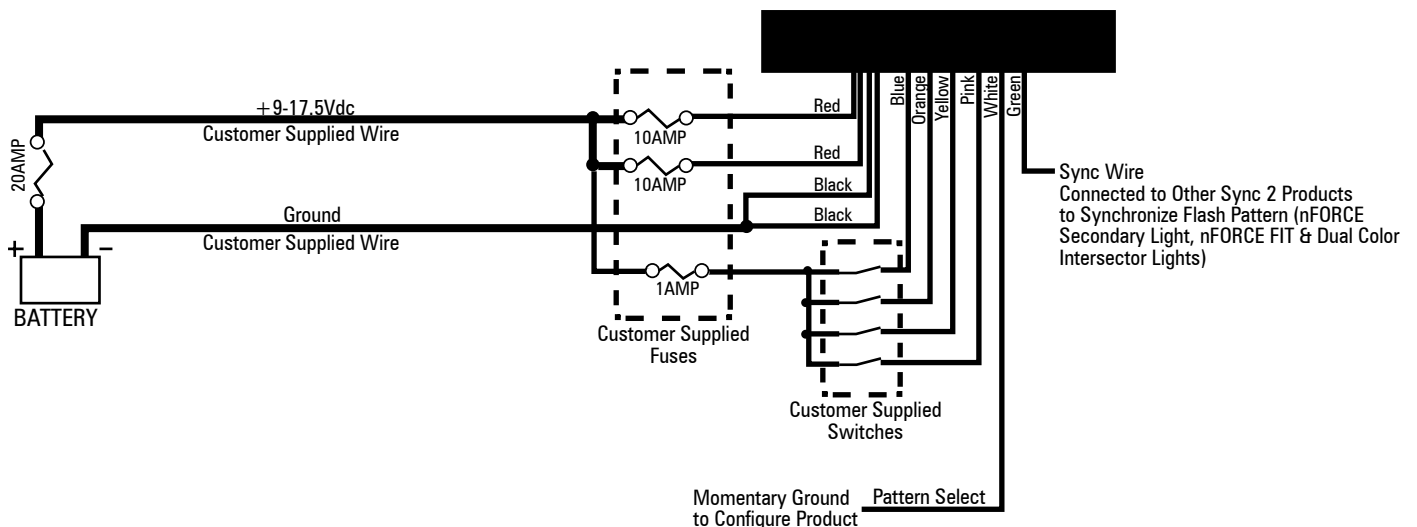 +9-17.5Vdc
Customer Supplied Wire
20AMP
10AMP
10AMP
Red
Red
Black
Black
Blue
Orange
Yellow
Pink
White
Green
Sync Wire
Connected to Other Sync 2 Products
to Synchronize Flash Pattern (nFORCE
Secondary Light, nFORCE FIT & Dual Color
Intersector Lights)
Ground
Customer Supplied Wire
+
−
BATTERY
1AMP
Customer Supplied
Fuses
Customer Supplied
Switches
Momentary Ground
to Configure Product
Pattern Select